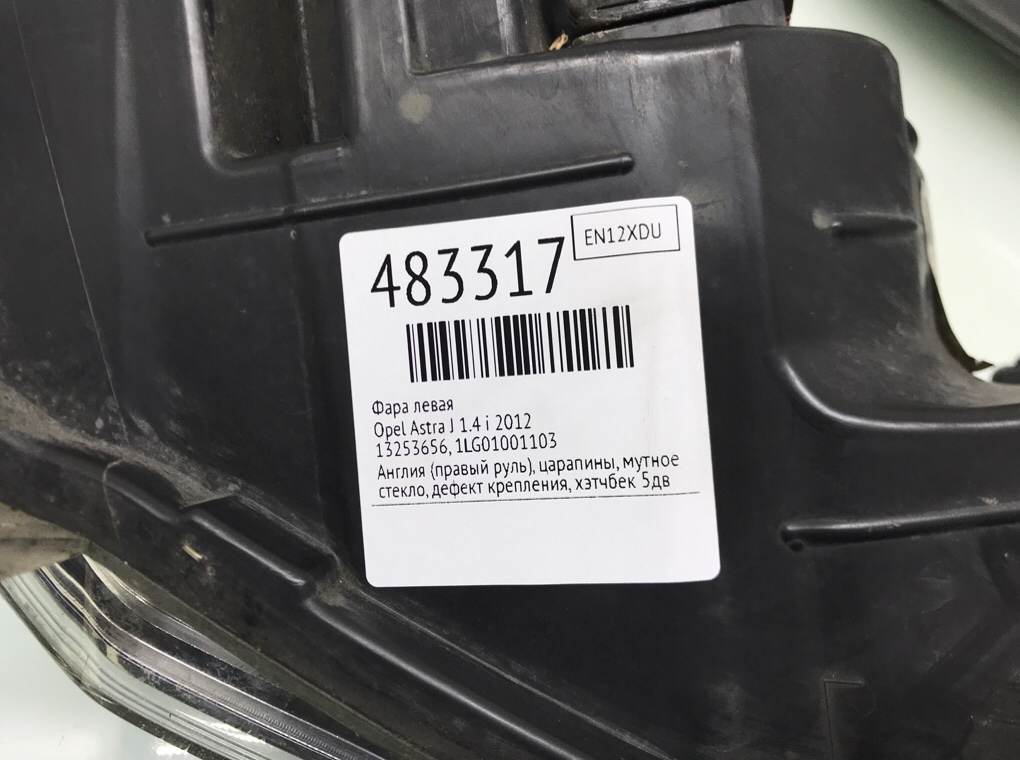 EN12XDU
483317
Фара левая
Opel Astra J 1.4 i 2012
13253656, 1LG01001103
Англия (правый руль), царапины, мутное
стекло, дефект крепления, хэтчбек 5дв